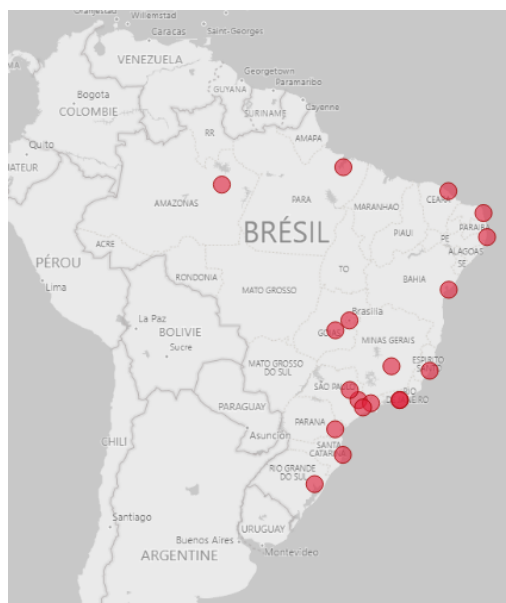 Oranjestad
Willemstad
Caracas
Saint-Georges
VENEZUELA
Georgetown
Paramaribo
Bogota
COLOMBIE
GUYANA
SURINAME
Cayenne
RR
AMAPA
Quito
AMAZONAS
PARA
MARANHAO
CEARA
PARAIBA
BRÉSIL
PIAUI
PE
ALAGOAS
SE
ACRE
PÉROU
RONDONIA
TO
BAHIA
MATO GROSSO
Lima
La Paz
BOLIVIE
Sucre
Brasilia
GOIAS
MINAS GERAIS
ESPIRITO
SANTO
MATO GROSSO
DO SUL
SÃO PAULO
RIO
DE JANEIRO
PARAGUAY
PARANA
CHILI
Asuncion
SANTA
CATARINA
RIO GRANDE
DO SUL
Santiago
URUGUAY
Buenos Aires
Montevideo
ARGENTINE